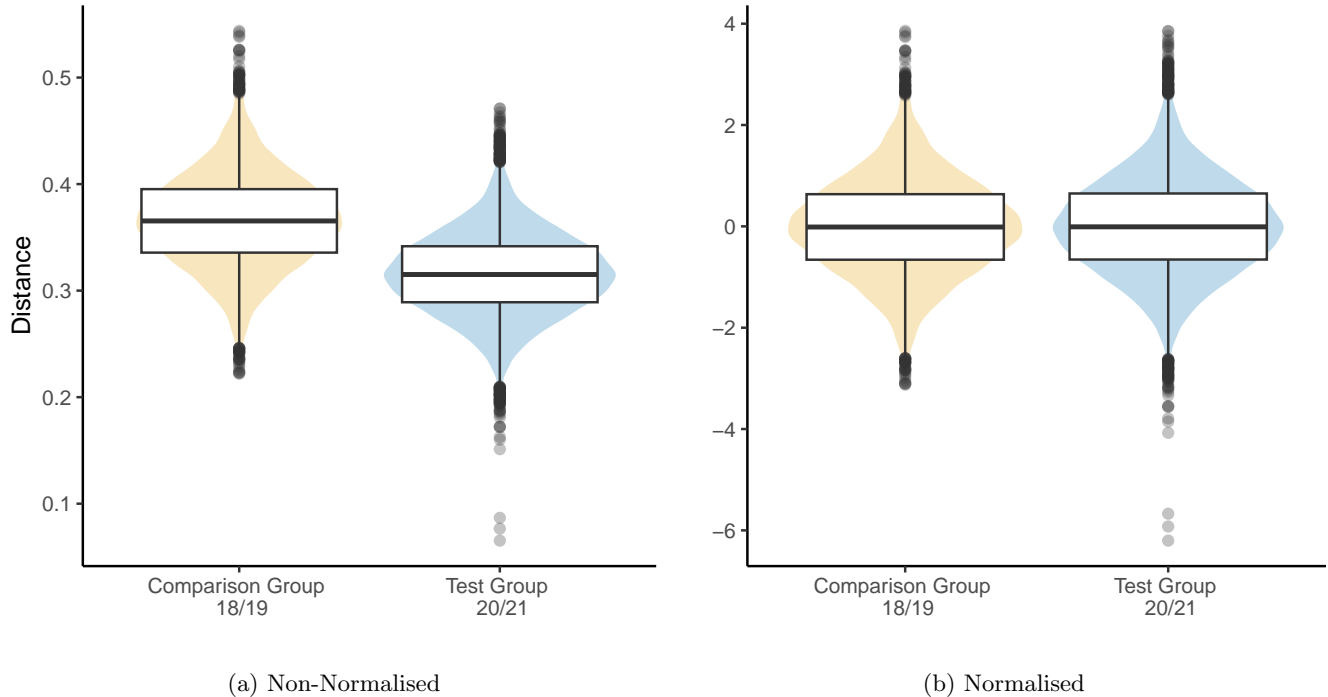 Distance
0.5
0.4
0.3
0.2
0.1
Comparison Group
18/19
Test Group
20/21
(a) Non-Normalised
4
2
0
−2
−4
−6
Comparison Group
18/19
Test Group
20/21
(b) Normalised